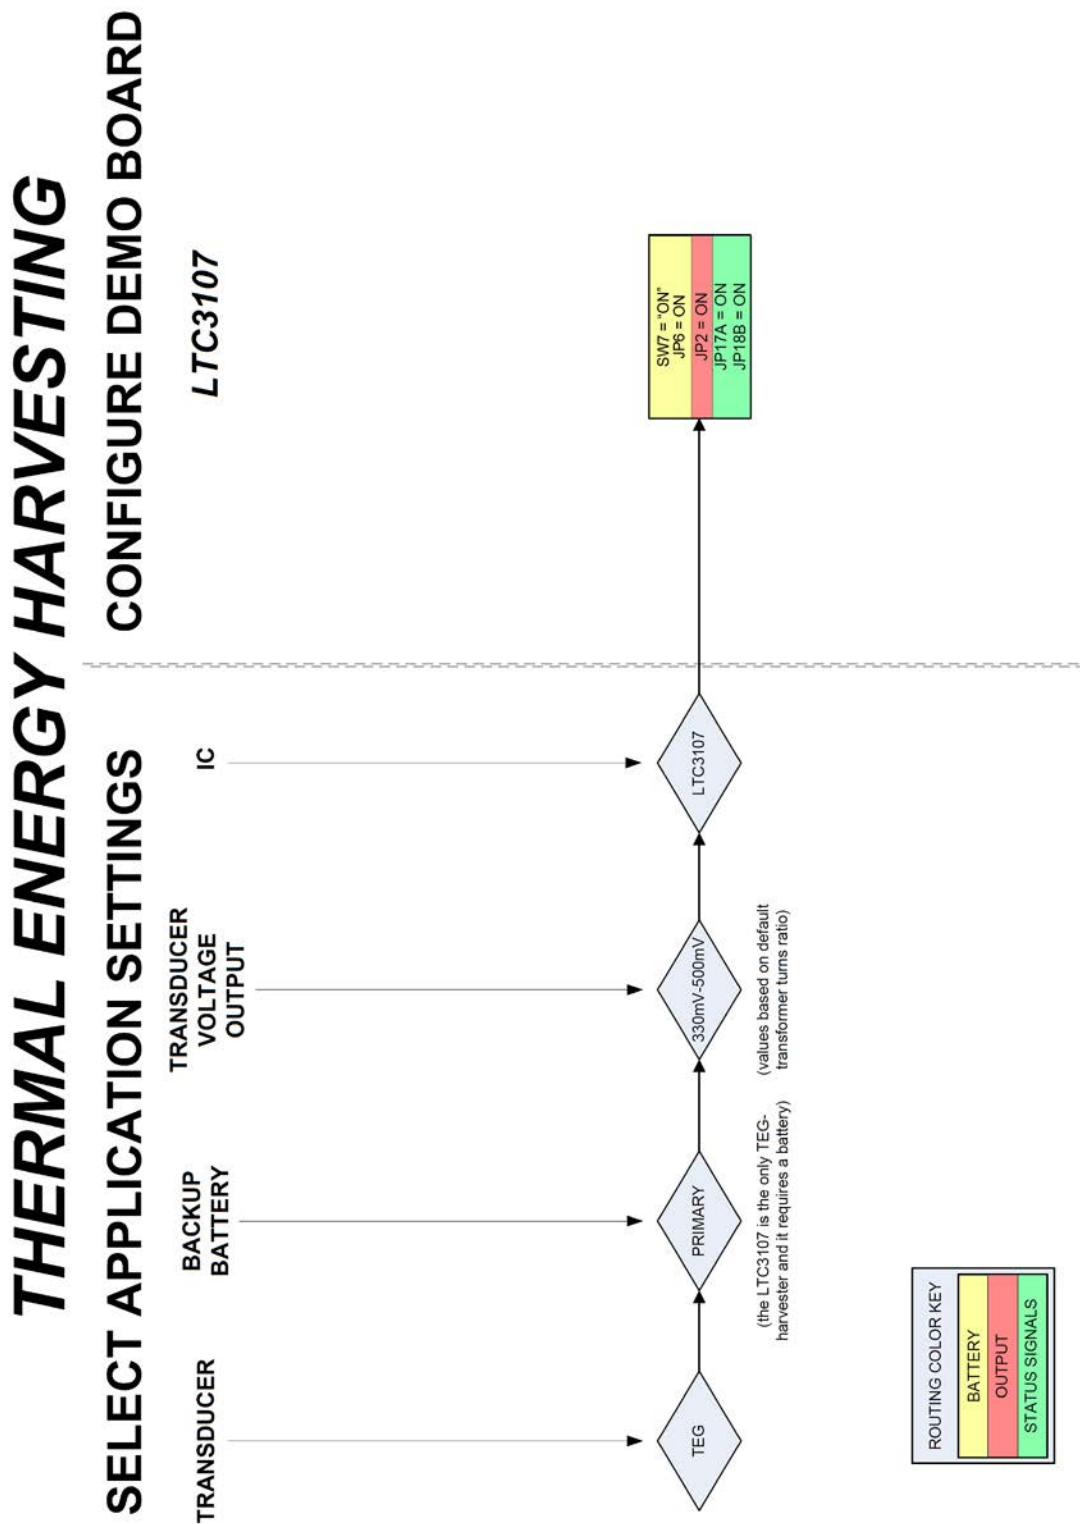 THERMAL ENERGY HARVESTING
SELECT APPLICATION SETTINGS
CONFIGURE DEMO BOARD
TRANSDUCER
BACKUP
BATTERY
TRANSDUCER
VOLTAGE
OUTPUT
IC
LTC3107
TEG
PRIMARY
330mV-500mV
LTC3107
SW7 = "ON"
JP6 = ON
JP2 = ON
JP17A = ON
JP18B = ON
(the LTC3107 is the only TEG-
harvester and it requires a battery)
(values based on default
transformer turns ratio)
ROUTING COLOR KEY
BATTERY
OUTPUT
STATUS SIGNALS